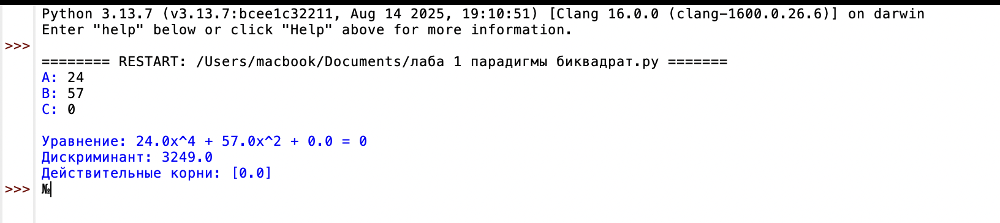 Python 3.13.7 (v3.13.7:bcee1c32211, Aug 14 2025, 19:10:51) [Clang 16.0.0 (clang-1600.0.26.6)] on darwin
Enter "help" below or click "Help" above for more information.
>>>
======== RESTART: /Users/macbook/Documents/лаба 1 парадигмы биквадрат.py =======
A: 24
B: 57
C: 0
Уравнение: 24.0x^4 + 57.0x^2 + 0.0 = 0
Дискриминант: 3249.0
Действительные корни: [0.0]
>>> №